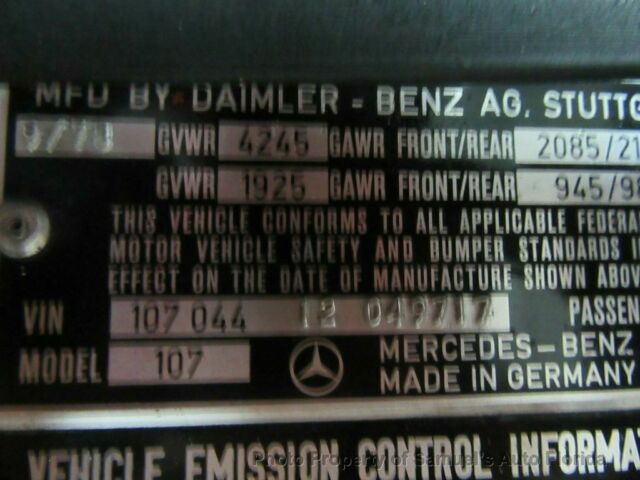 MFD BY DAIMLER - BENZ AG. STUTTG
9/78 GVWR 4245 GAWR FRONT/REAR 2085/21
GVWR 1925 GAWR FRONT/REAR 945/9
THIS VEHICLE CONFORMS TO ALL APPLICABLE FEDERA
MOTOR VEHICLE SAFETY AND BUMPER STANDARDS I
EFFECT ON THE DATE OF MANUFACTURE SHOWN ABOV
VIN 107 044 12 049717 PASSEN
MODEL 107 MERCEDES-BENZ
MADE IN GERMANY
VEHICLE EMISSION CONTROL INFORMA
Photo Property of Samuel's Auto Florida